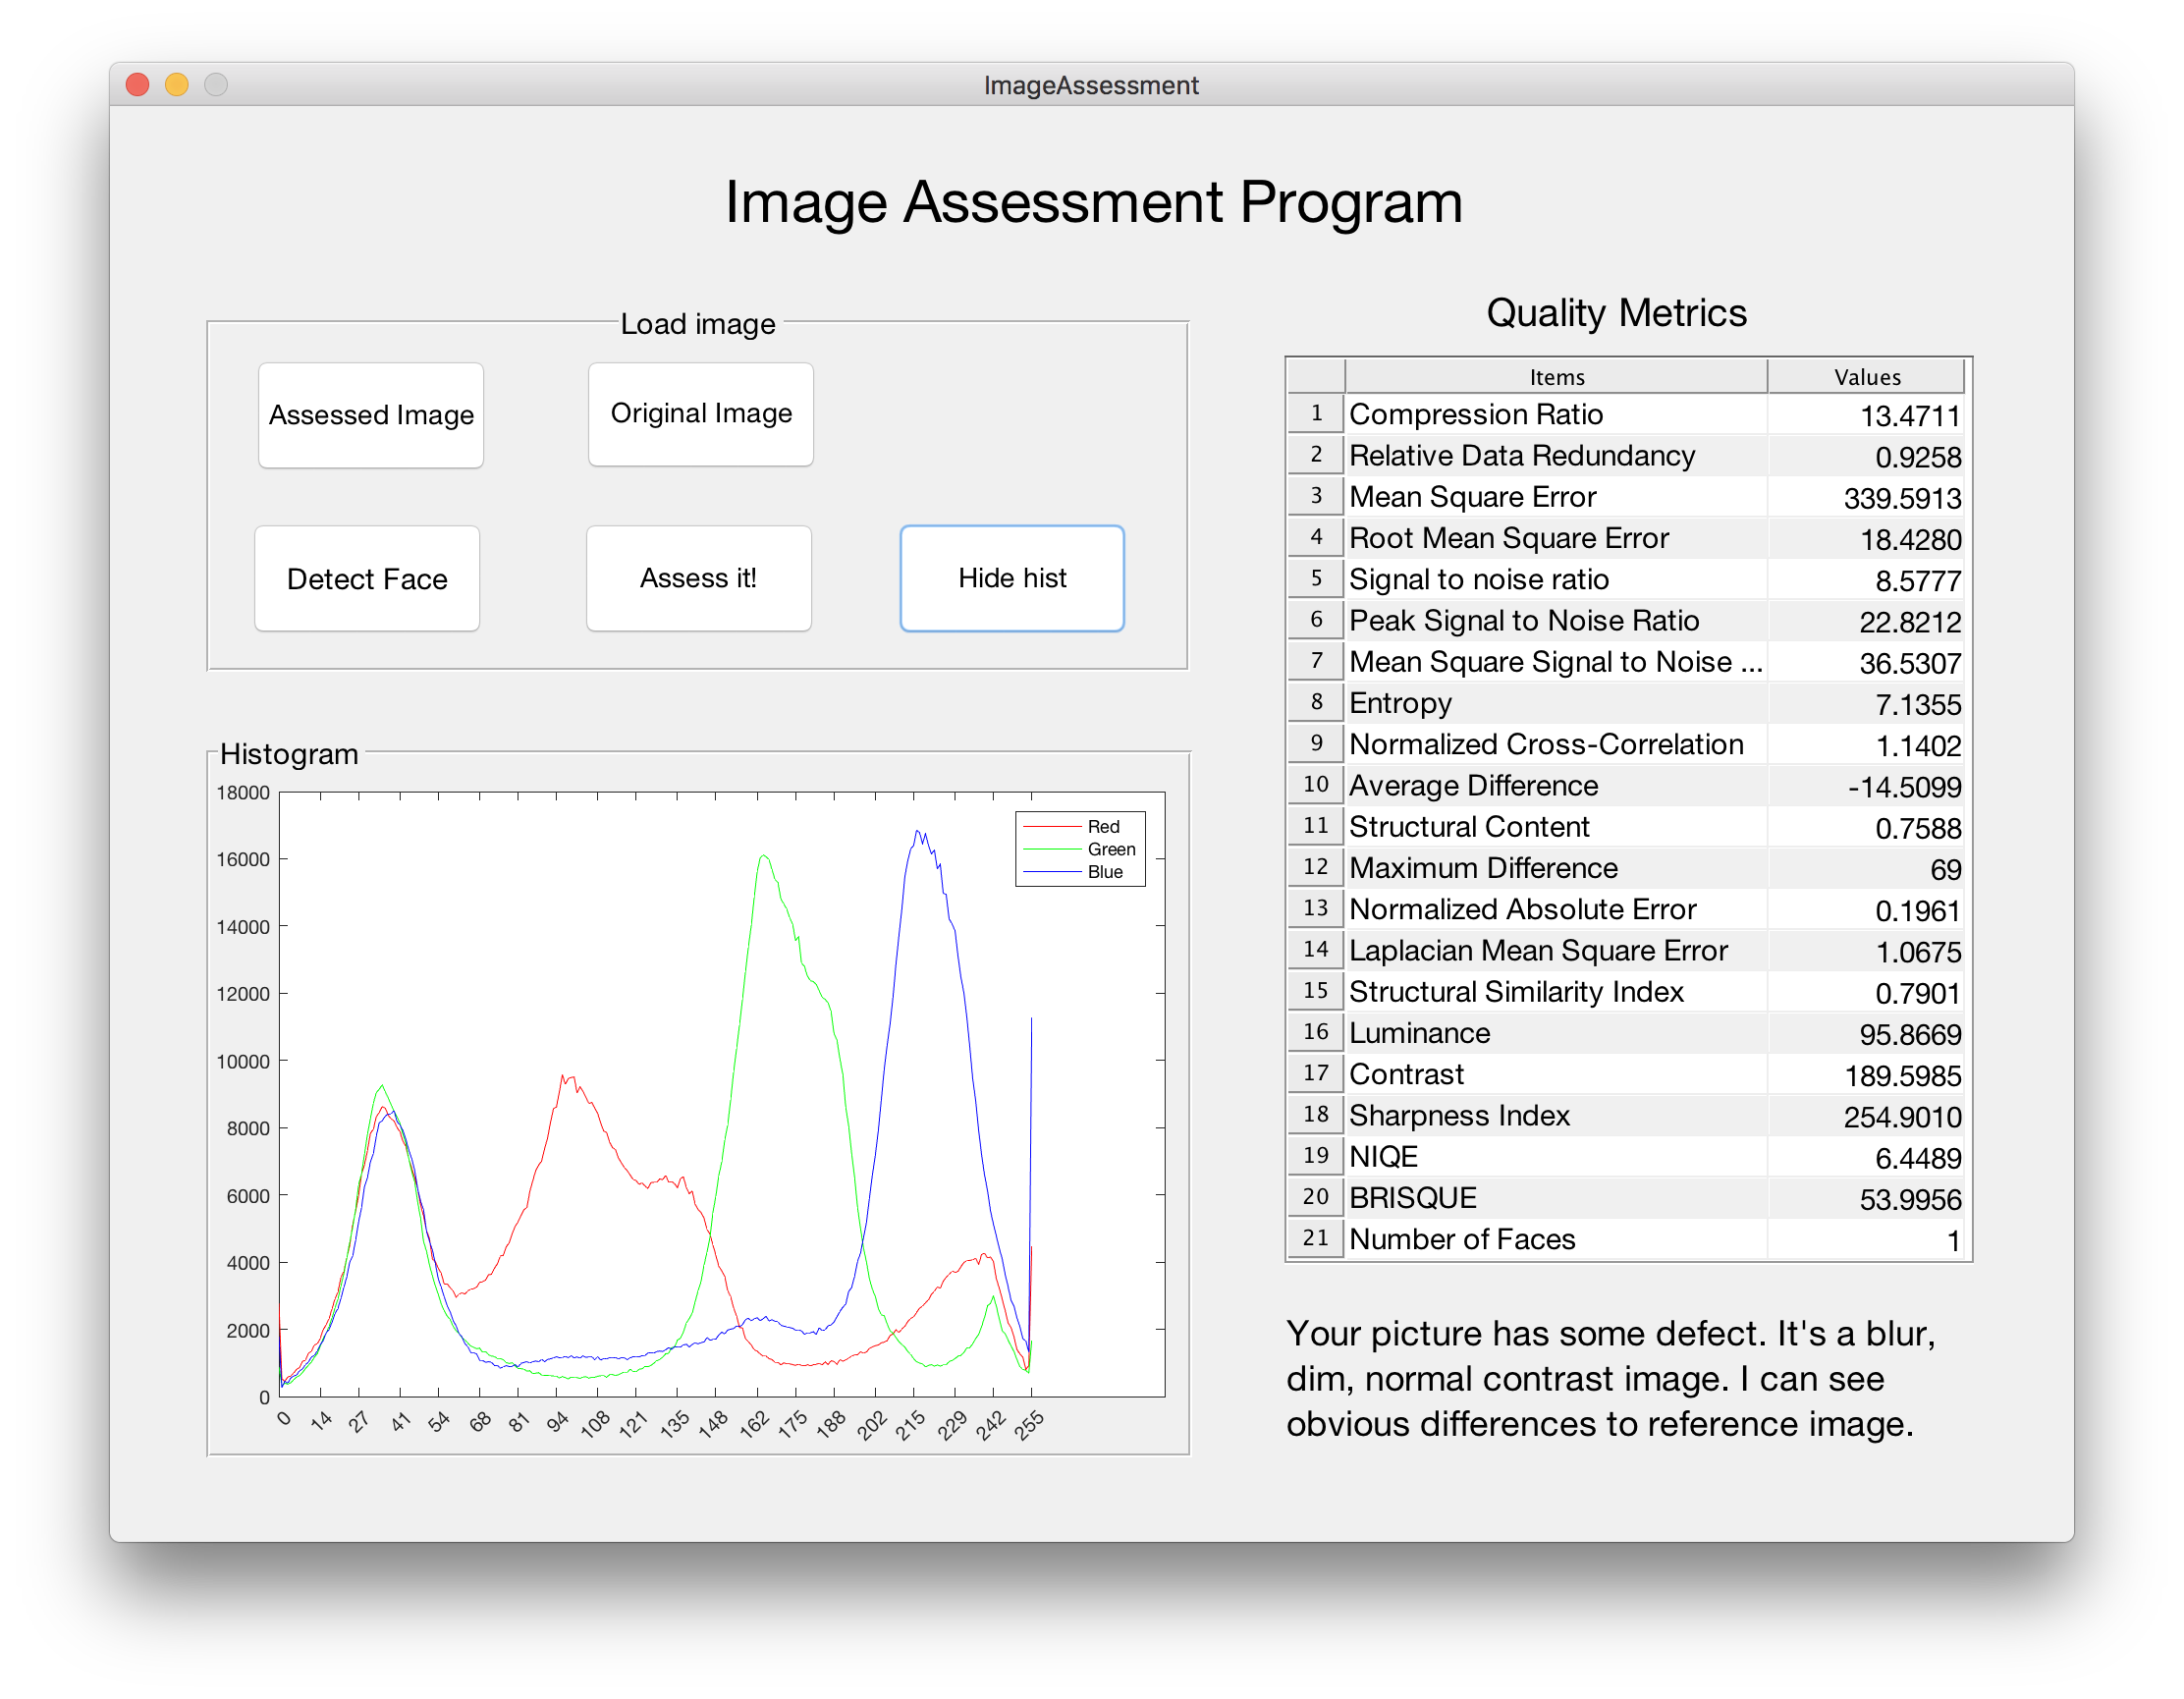 ImageAssessment
Image Assessment Program
Load image
Assessed Image
Original Image
Detect Face
Assess it!
Hide hist
Histogram
18000
16000
14000
12000
10000
8000
6000
4000
2000
0
0 14 27 41 54 68 81 94 108 121 135 148 162 175 188 202 215 229 242 255
Red
Green
Blue
Quality Metrics
Items Values
1 Compression Ratio 13.4711
2 Relative Data Redundancy 0.9258
3 Mean Square Error 339.5913
4 Root Mean Square Error 18.4280
5 Signal to noise ratio 8.5777
6 Peak Signal to Noise Ratio 22.8212
7 Mean Square Signal to Noise ... 36.5307
8 Entropy 7.1355
9 Normalized Cross-Correlation 1.1402
10 Average Difference -14.5099
11 Structural Content 0.7588
12 Maximum Difference 69
13 Normalized Absolute Error 0.1961
14 Laplacian Mean Square Error 1.0675
15 Structural Similarity Index 0.7901
16 Luminance 95.8669
17 Contrast 189.5985
18 Sharpness Index 254.9010
19 NIQE 6.4489
20 BRISQUE 53.9956
21 Number of Faces 1
Your picture has some defect. It's a blur,
dim, normal contrast image. I can see
obvious differences to reference image.